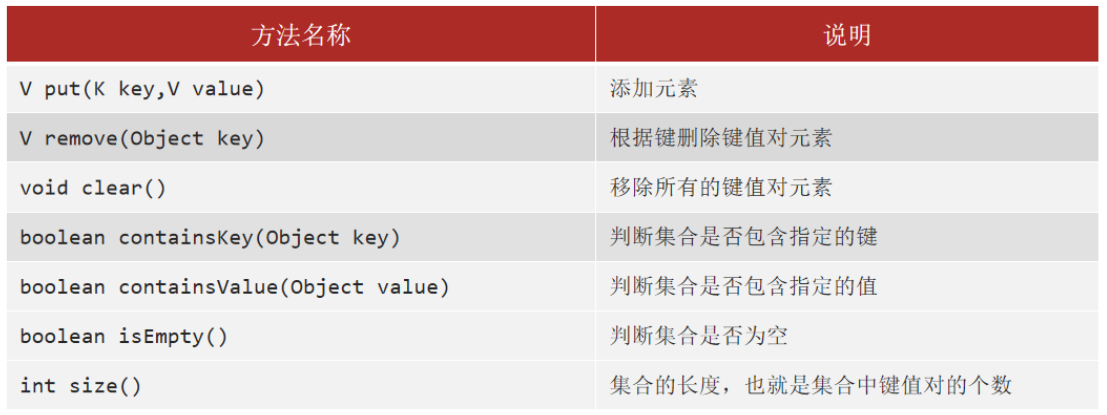 方法名称 说明
V put(K key,V value) 添加元素
V remove(Object key) 根据键删除键值对元素
void clear() 移除所有的键值对元素
boolean containsKey(Object key) 判断集合是否包含指定的键
boolean containsValue(Object value) 判断集合是否包含指定的值
boolean isEmpty() 判断集合是否为空
int size() 集合的长度，也就是集合中键值对的个数